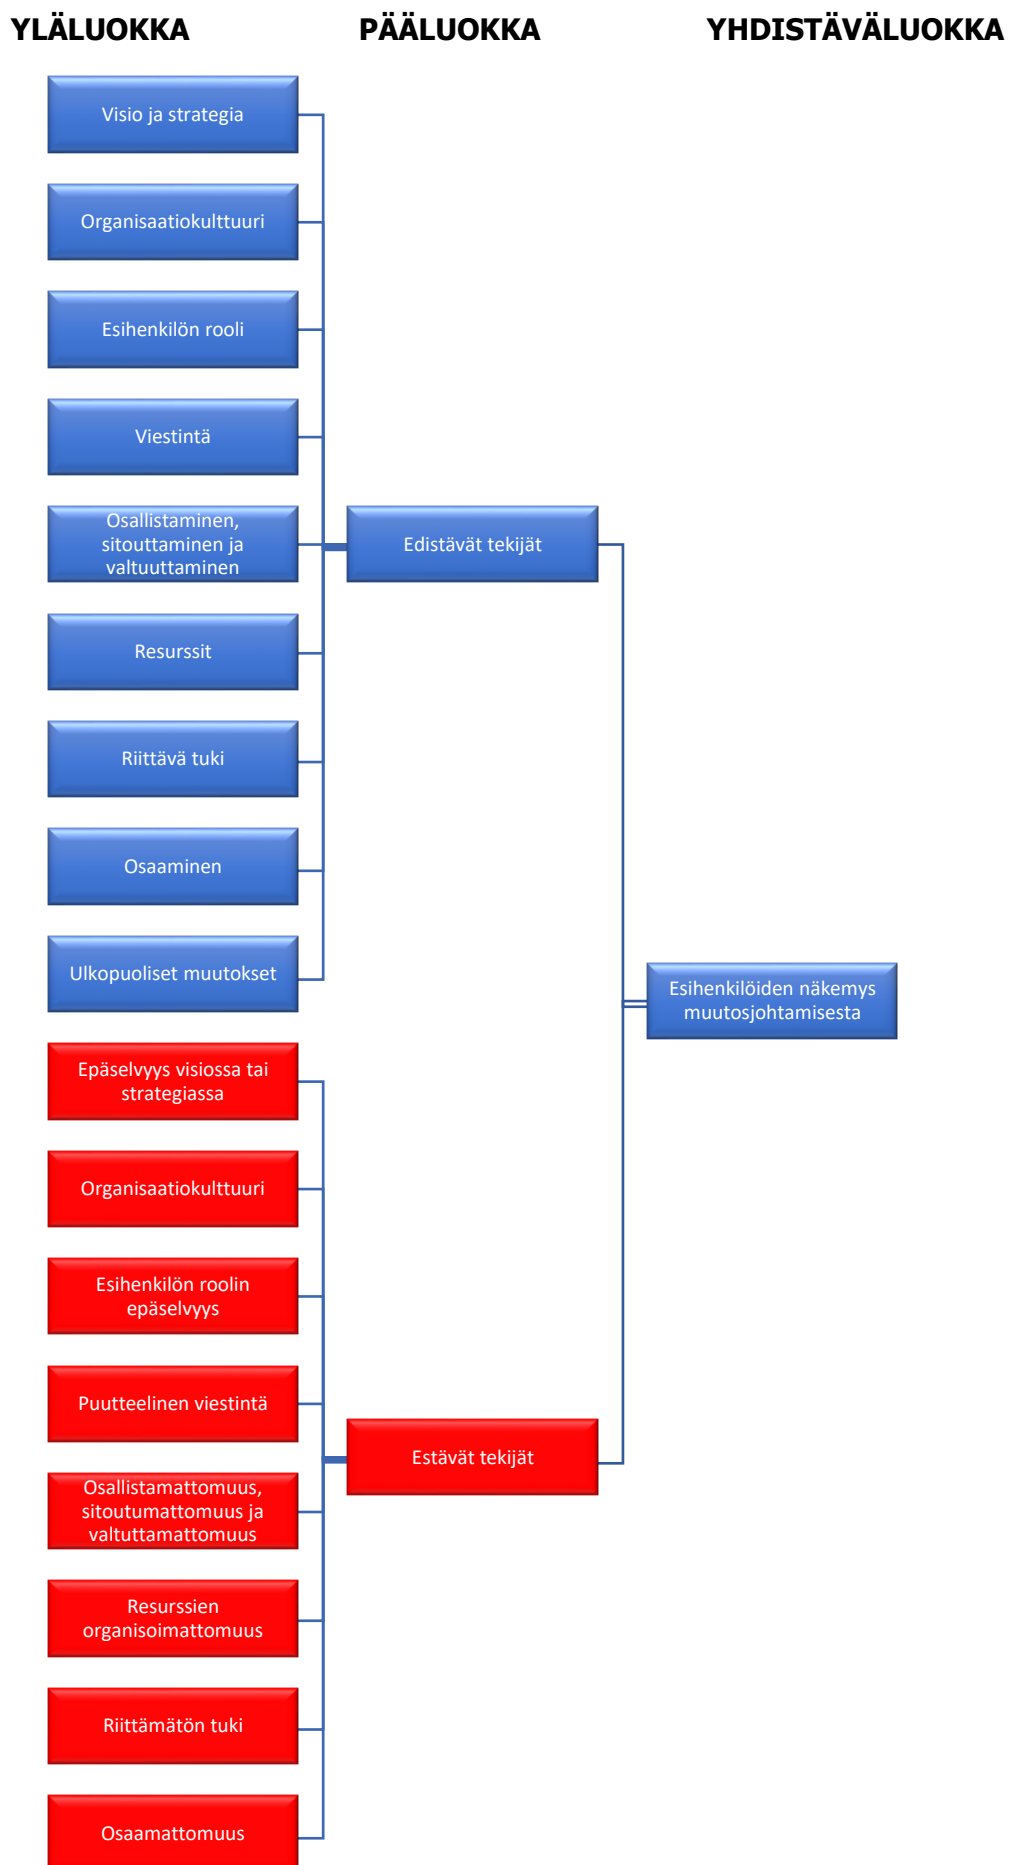 YLÄLUOKKA PÄÄLUOKKA YHDISTÄVÄLUOKKA
Visio ja strategia
Organisaatiokulttuuri
Esihenkilön rooli
Viestintä
Osallistaminen,
sitouttaminen ja
valtuuttaminen
Edistävät tekijät
Resurssit
Riittävä tuki
Osaaminen
Ulkopuoliset muutokset
Esihenkilöiden näkemys
muutosjohtamisesta
Epäselvyys visiossa tai
strategiassa
Organisaatiokulttuuri
Esihenkilön roolin
epäselvyys
Puutteelinen viestintä
Estävät tekijät
Osallistamattomuus,
sitoutumattomuus ja
valtuttamattomuus
Resurssien
organisoimattomuus
Riittämätön tuki
Osaamattomuus